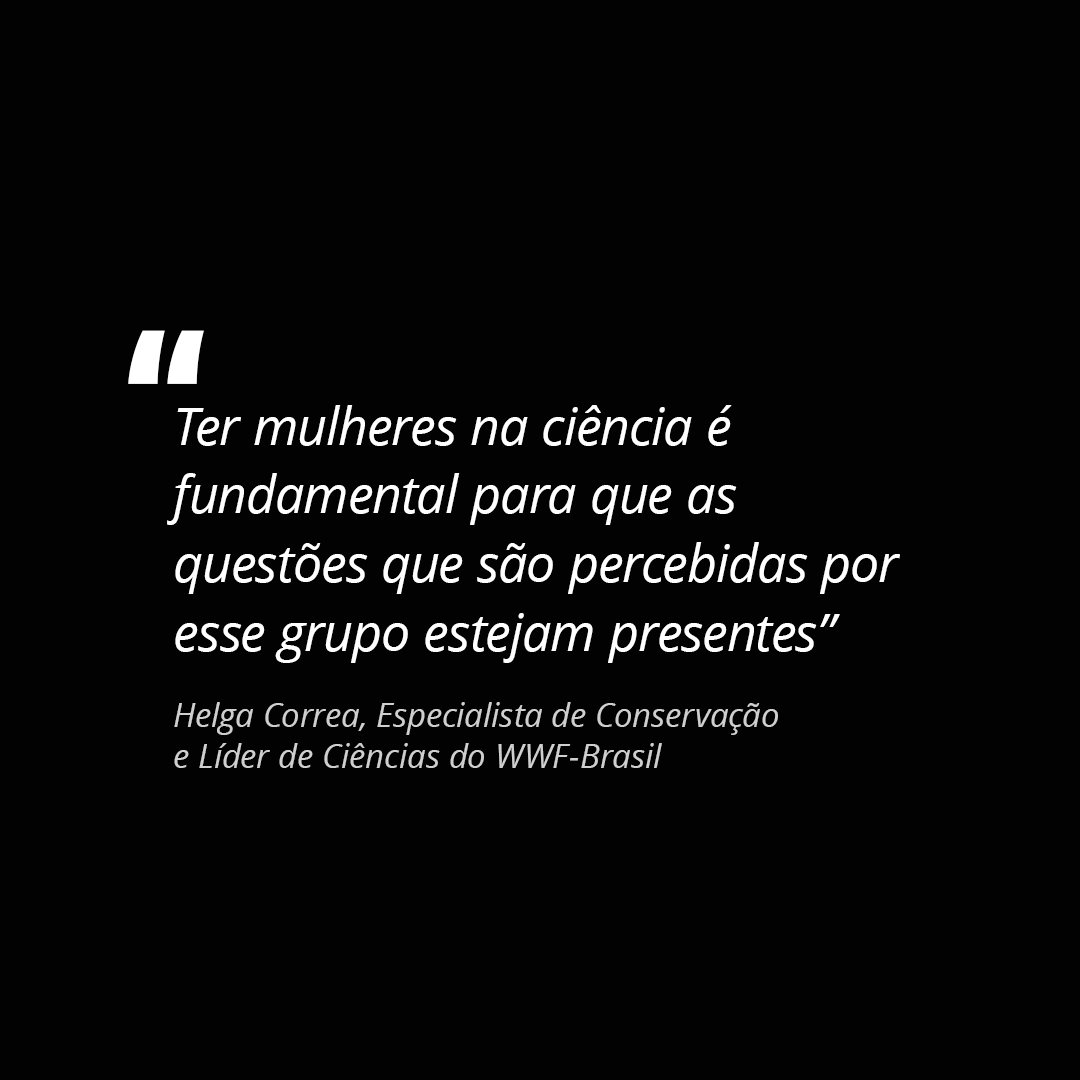 “
Ter mulheres na ciência é
fundamental para que as
questões que são percebidas por
esse grupo estejam presentes”
Helga Correa, Especialista de Conservação
e Líder de Ciências do WWF-Brasil